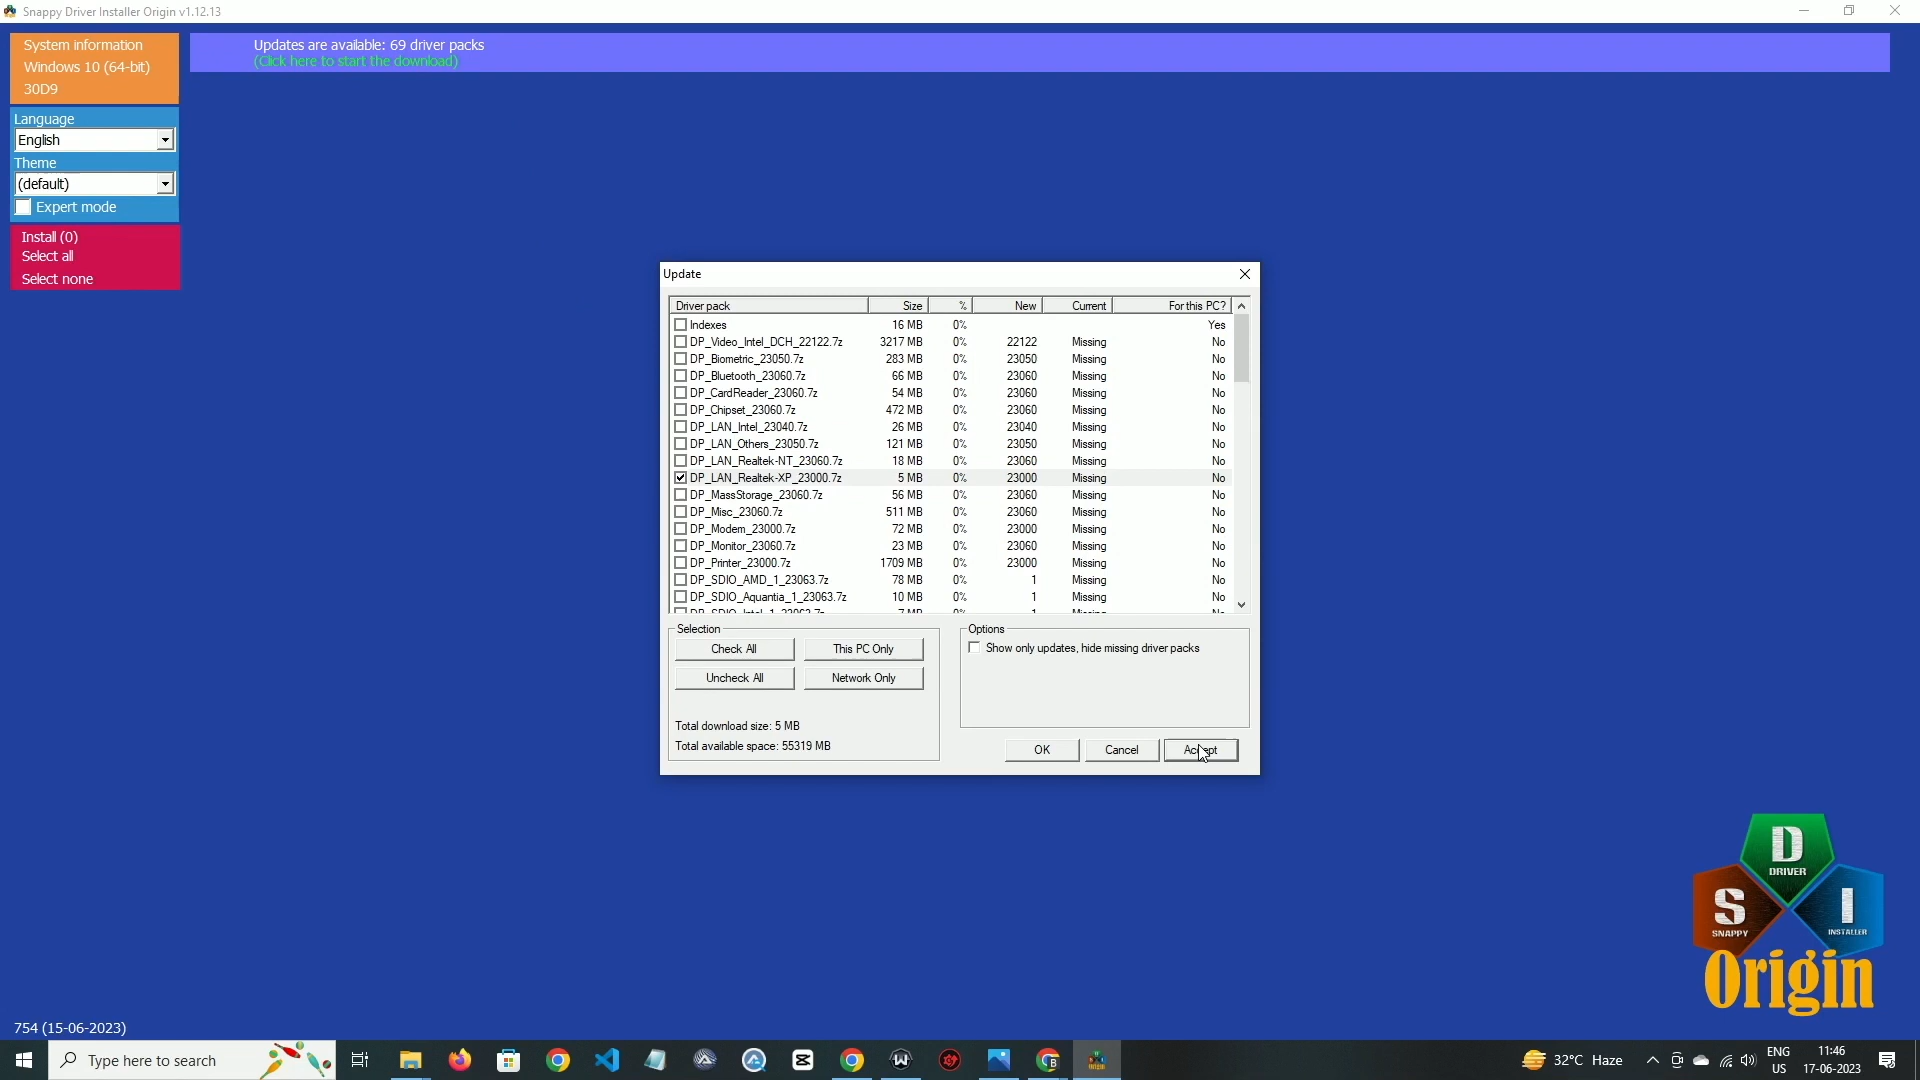 Snappy Driver Installer Origin v1.12.13
System information
Windows 10 (64-bit)
30D9
Updates are available: 69 driver packs
(Click here to start the download)
Language
English
Theme
(default)
Expert mode
Install (0)
Select all
Select none
Update
Driver pack Size % New Current For this PC?
Indexes 16 MB 0% Yes
DP_Video_Intel_DCH_22122.7z 3217 MB 0% 22122 Missing No
DP_Biometric_23050.7z 283 MB 0% 23050 Missing No
DP_Bluetooth_23060.7z 66 MB 0% 23060 Missing No
DP_CardReader_23060.7z 54 MB 0% 23060 Missing No
DP_Chipset_23060.7z 472 MB 0% 23060 Missing No
DP_LAN_Intel_23040.7z 26 MB 0% 23040 Missing No
DP_LAN_Others_23050.7z 121 MB 0% 23050 Missing No
DP_LAN_Realtek-NT_23060.7z 18 MB 0% 23060 Missing No
DP_LAN_Realtek-XP_23000.7z 5 MB 0% 23000 Missing No
DP_MassStorage_23060.7z 56 MB 0% 23060 Missing No
DP_Misc_23060.7z 511 MB 0% 23060 Missing No
DP_Modem_23000.7z 72 MB 0% 23000 Missing No
DP_Monitor_23060.7z 23 MB 0% 23060 Missing No
DP_Printer_23000.7z 1709 MB 0% 23000 Missing No
DP_SDIO_AMD_1_23063.7z 78 MB 0% 1 Missing No
DP_SDIO_Aquantia_1_23063.7z 10 MB 0% 1 Missing No
Selection
Check All This PC Only
Uncheck All Network Only
Total download size: 5 MB
Total available space: 55319 MB
Options
Show only updates, hide missing driver packs
OK Cancel Accept
D
DRIVER
S
SNAPPY
I
INSTALLER
Origin
754 (15-06-2023)
Type here to search
32°C Haze
ENG
US
11:46
17-06-2023